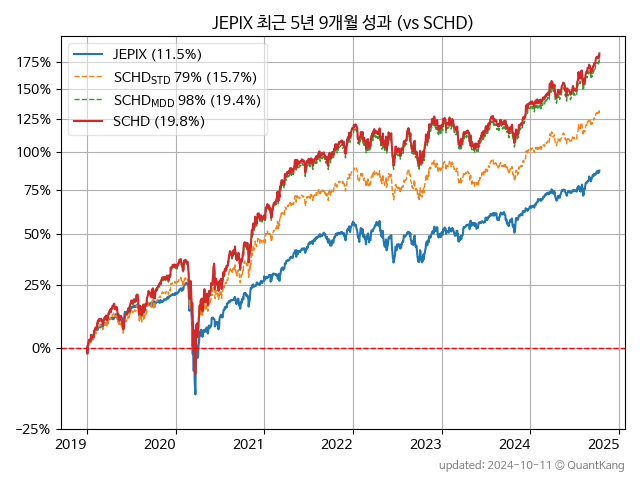 JEPIX 최근 5년 9개월 성과 (vs SCHD)
JEPIX (11.5%)
SCHD_STD 79% (15.7%)
SCHD_MDD 98% (19.4%)
SCHD (19.8%)
175%
150%
125%
100%
75%
50%
25%
0%
−25%
2019 2020 2021 2022 2023 2024 2025
updated: 2024-10-11 © QuantKang